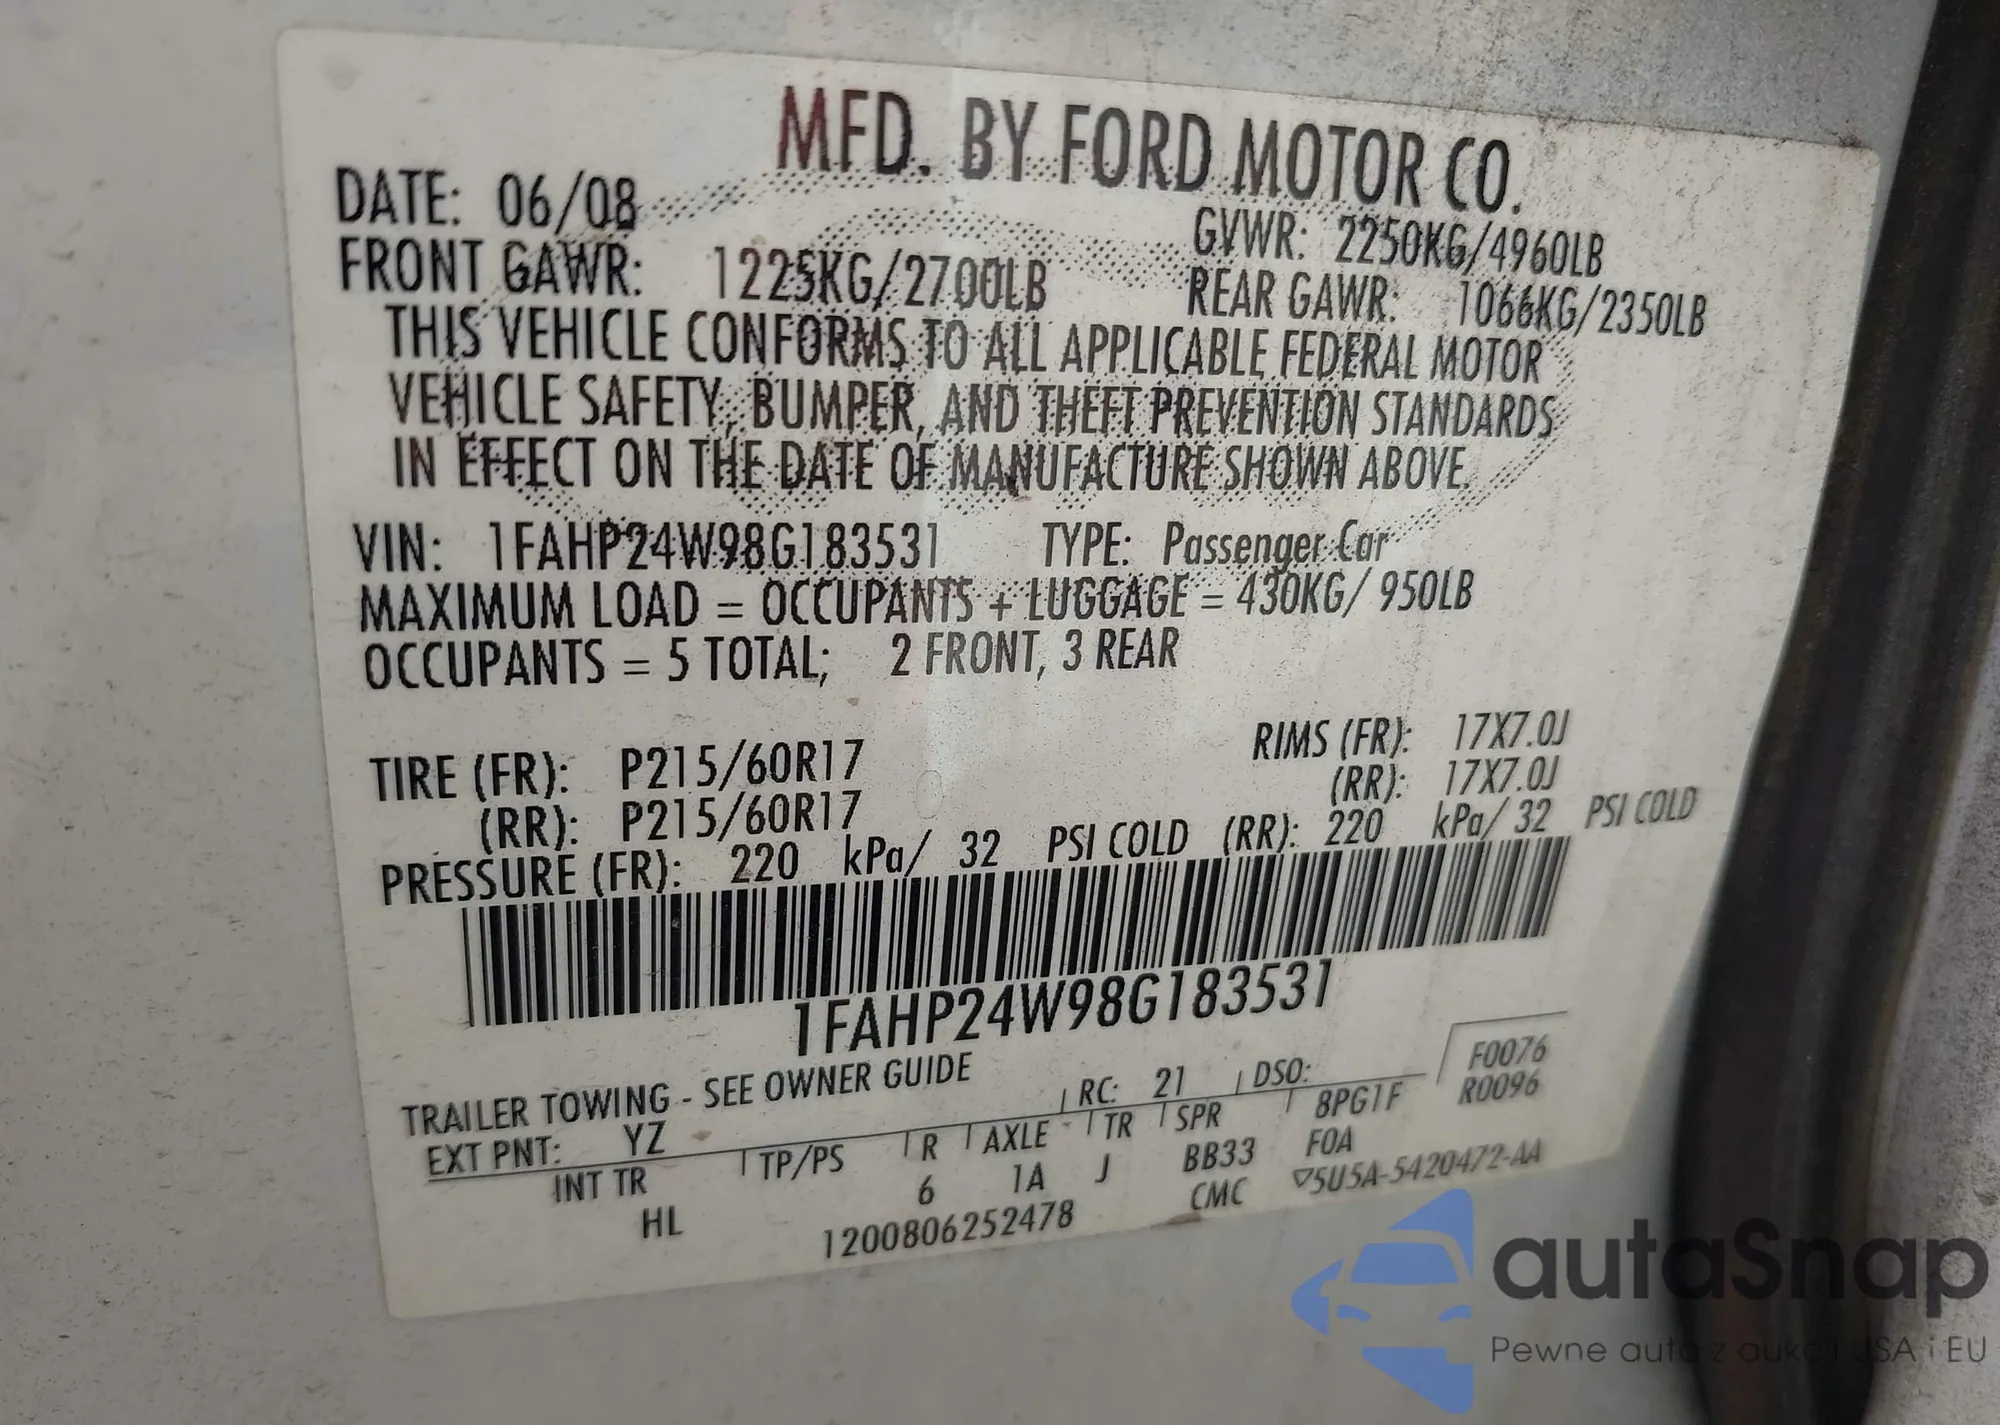 MFD. BY FORD MOTOR CO.
DATE: 06/08
GVWR: 2250KG/4960LB
FRONT GAWR: 1225KG/2700LB
REAR GAWR: 1066KG/2350LB
THIS VEHICLE CONFORMS TO ALL APPLICABLE FEDERAL MOTOR
VEHICLE SAFETY, BUMPER, AND THEFT PREVENTION STANDARDS
IN EFFECT ON THE DATE OF MANUFACTURE SHOWN ABOVE.
VIN: 1FAHP24W98G183531 TYPE: Passenger Car
MAXIMUM LOAD = OCCUPANTS + LUGGAGE = 430KG/ 950LB
OCCUPANTS = 5 TOTAL; 2 FRONT, 3 REAR
TIRE (FR): P215/60R17 RIMS (FR): 17X7.0J
(RR): P215/60R17 (RR): 17X7.0J
PRESSURE (FR): 220 kPa/ 32 PSI COLD (RR): 220 kPa/ 32 PSI COLD
1FAHP24W98G183531
TRAILER TOWING - SEE OWNER GUIDE
RC: 21 DSO:
F0076
R0096
EXT PNT: YZ
8PG1F
INT TR TP/PS R AXLE TR SPR
F0A
HL 6 1A J BB33
1200806252478 CMC 5U5A-5420472-AA
autaSnap
Pewne auta z aukcji USA i EU